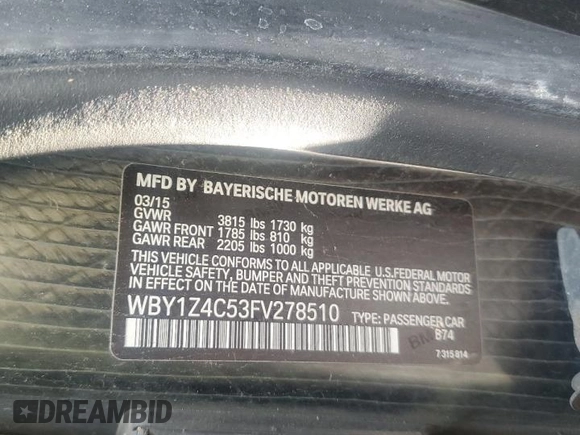 MFD BY BAYERISCHE MOTOREN WERKE AG
03/15
GVWR 3815 lbs 1730 kg
GAWR FRONT 1785 lbs 810 kg
GAWR REAR 2205 lbs 1000 kg
THIS VEHICLE CONFORMS TO ALL APPLICABLE U.S.FEDERAL MOTOR
VEHICLE SAFETY, BUMPER AND THEFT PREVENTION STANDARDS
IN EFFECT ON THE DATE OF MANUFACTURE SHOWN ABOVE.
WBY1Z4C53FV278510 TYPE: PASSENGER CAR
B74
7315814
DREAMBID